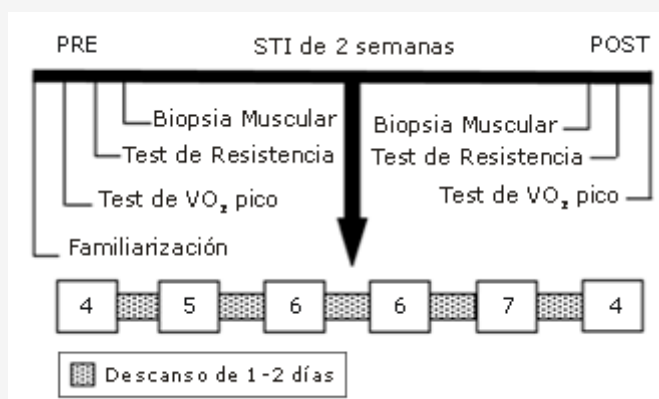 PRE STI de 2 semanas POST
Biopsia Muscular Biopsia Muscular
Test de Resistencia Test de Resistencia
Test de VO₂ pico Test de VO₂ pico
Familiarización
4 5 6 6 7 4
Descanso de 1-2 días